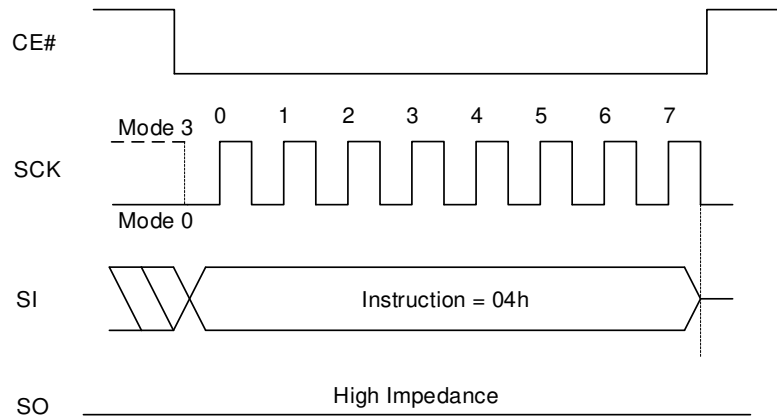 CE#
0 1 2 3 4 5 6 7
Mode 3
SCK
Mode 0
SI
Instruction = 04h
High Impedance
SO